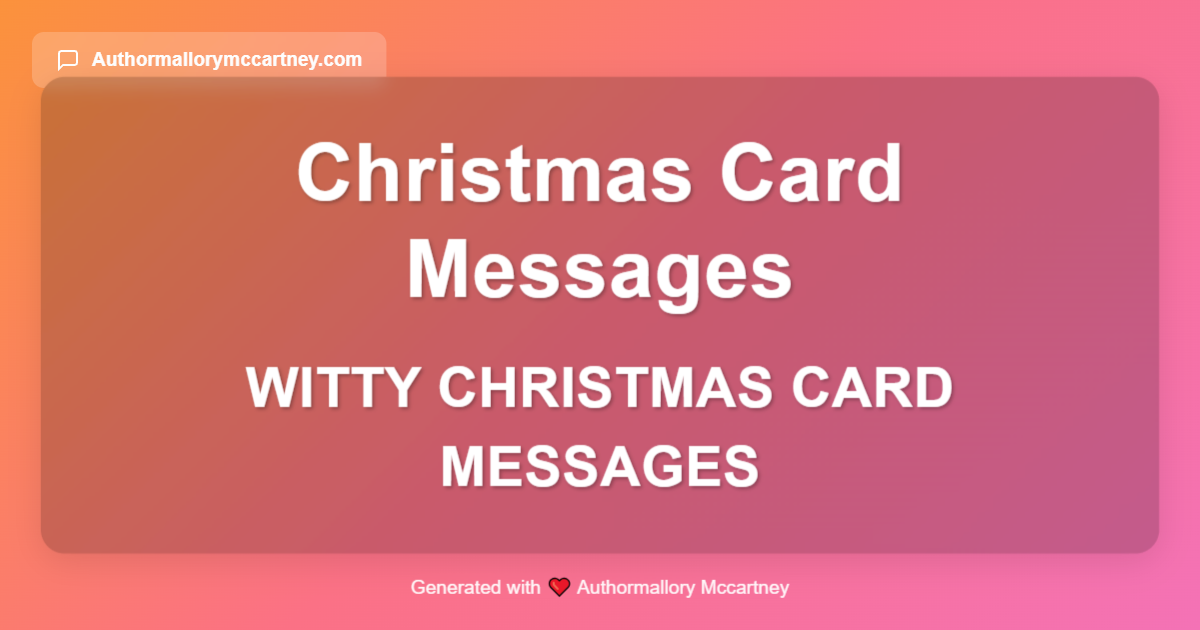 Authormallorymccartney.com
Christmas Card
Messages
WITTY CHRISTMAS CARD
MESSAGES
Generated with ❤️ Authormallory Mccartney